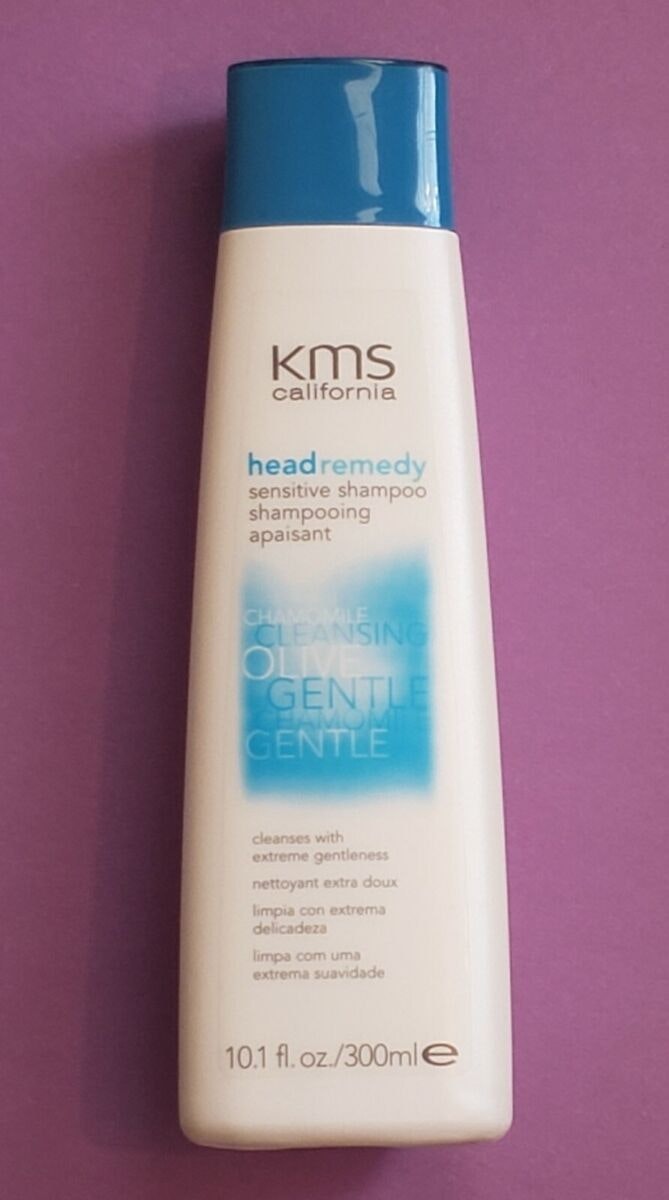 KMS
california
headremedy
sensitive shampoo
shampooing
apaisant
CHAMOMILE
CLEANSING
OLIVE
GENTLE
CHAMOMI
GENTLE
cleanses with
extreme gentleness
nettoyant extra doux
limpia con extrema
delicadeza
limpa com uma
extrema suavidade
10.1 fl. oz./300ml e